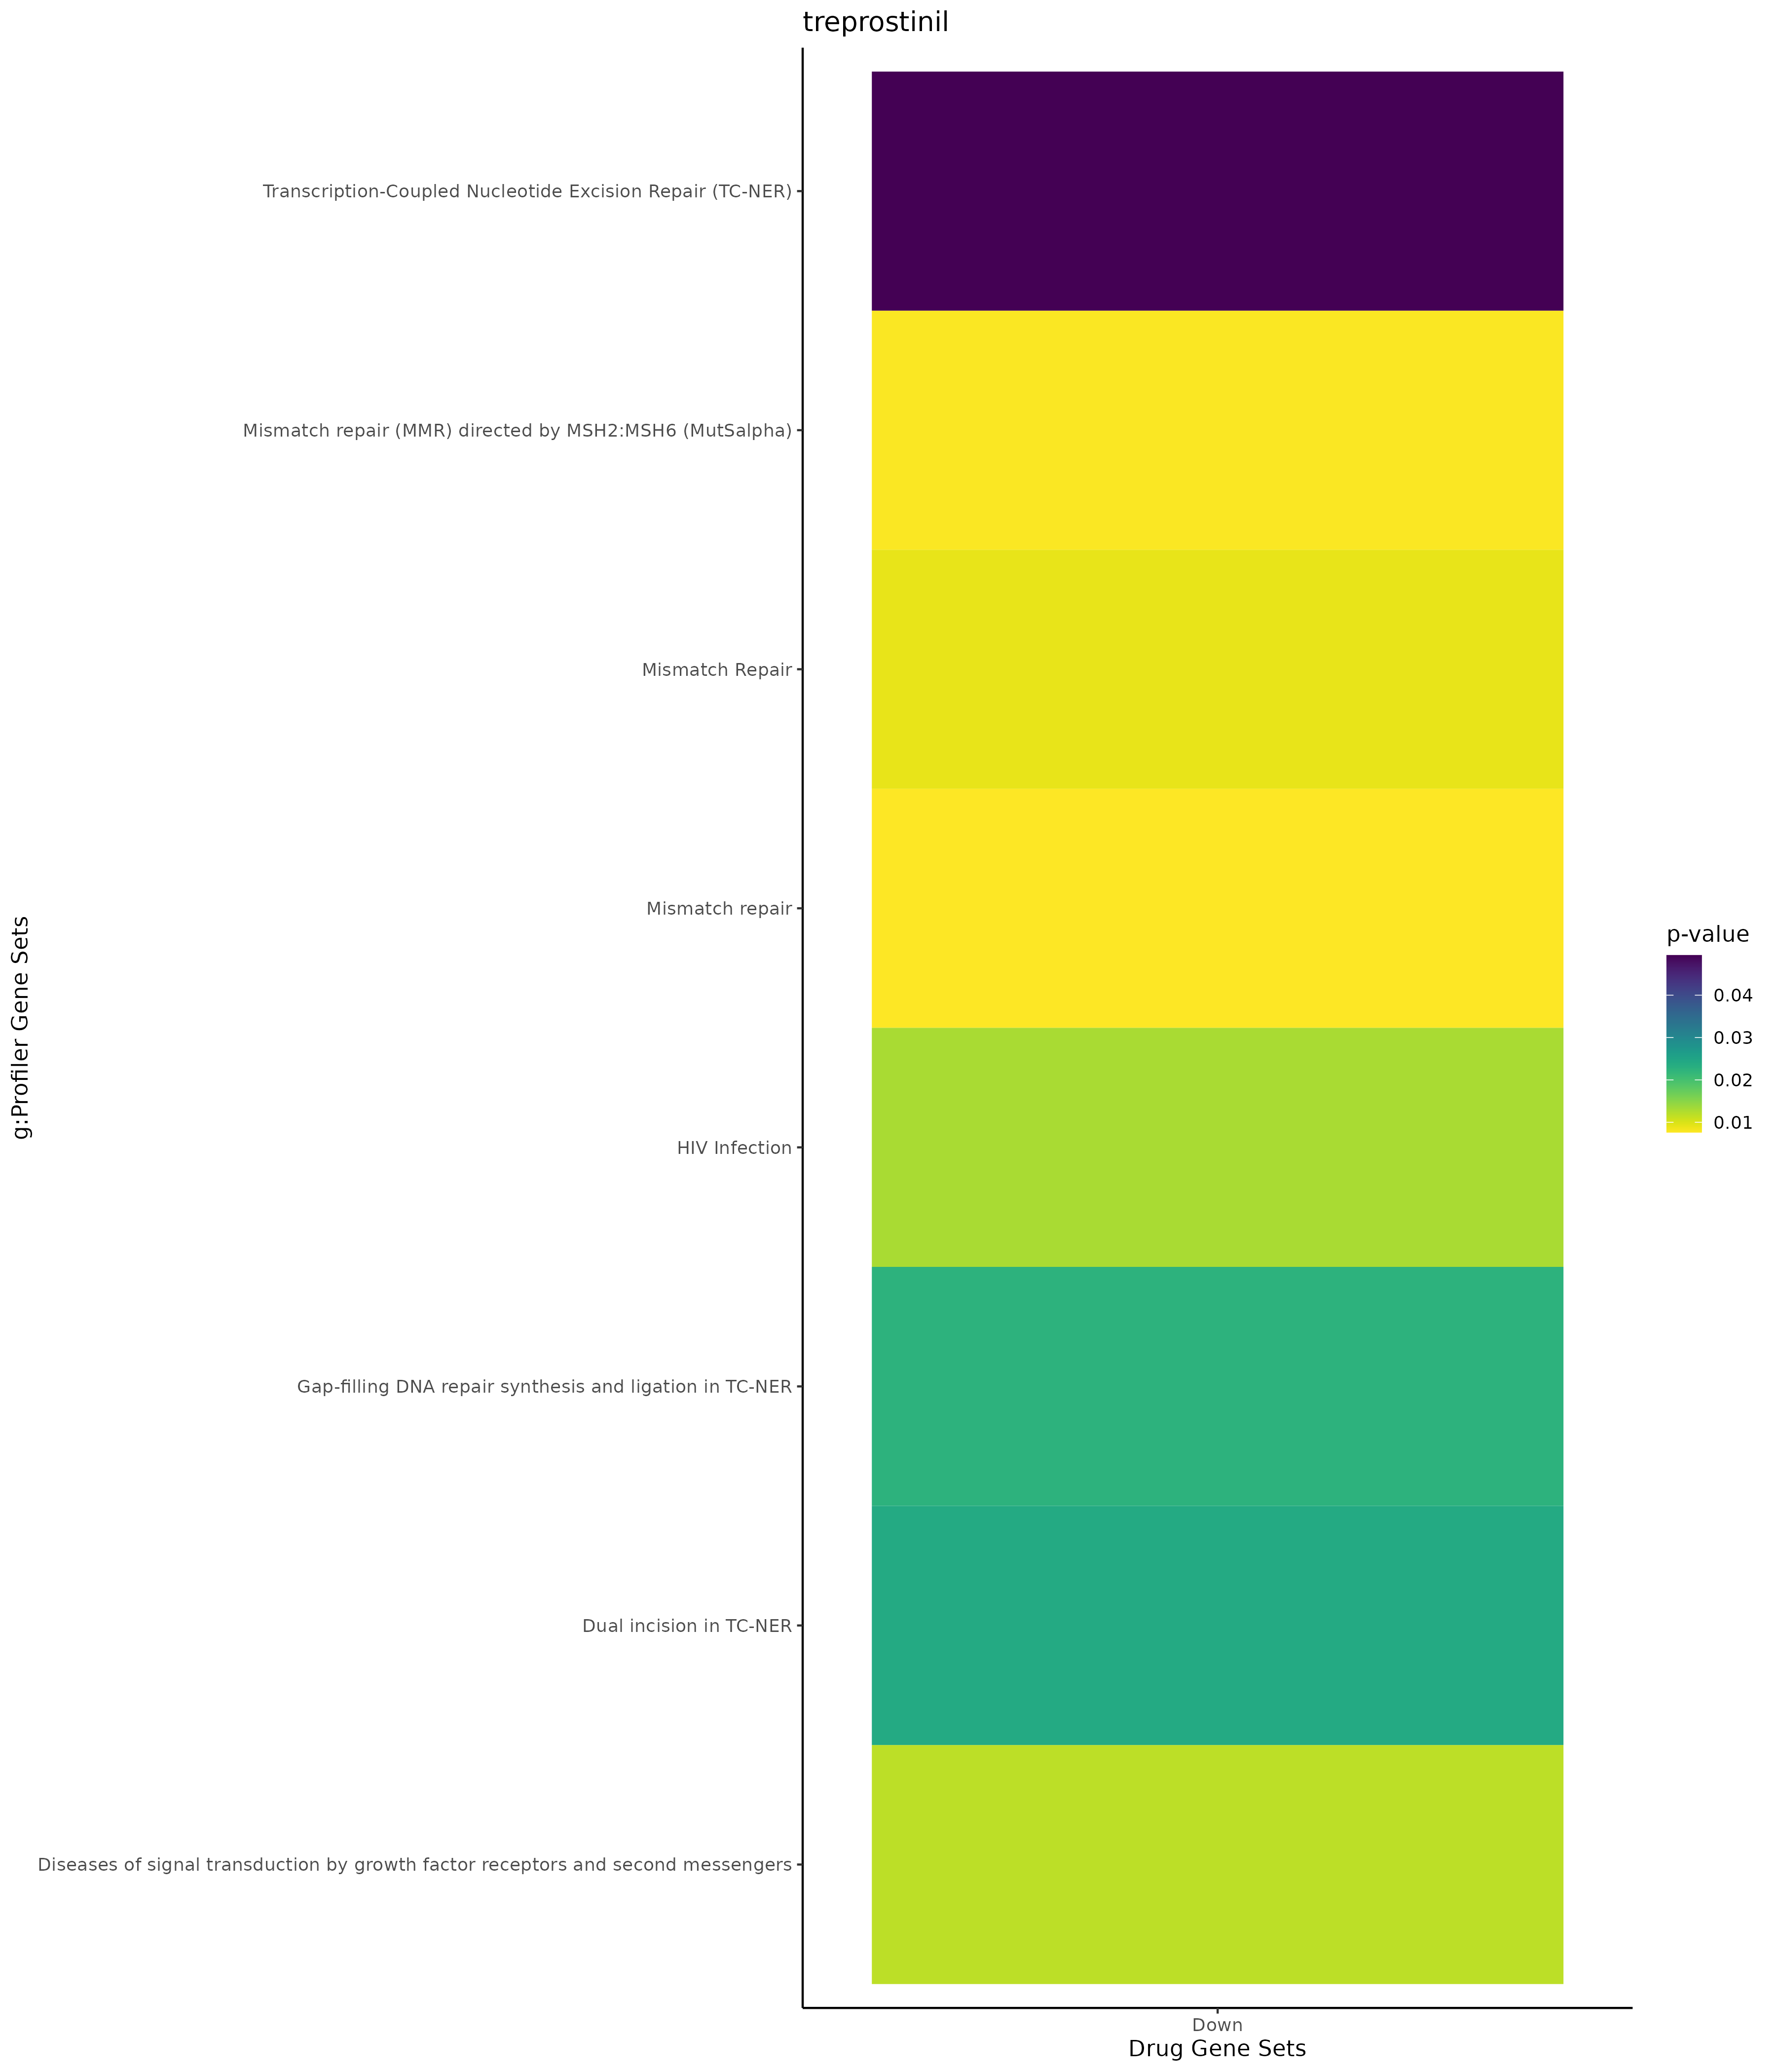 treprostinil
g:Profiler Gene Sets
Transcription-Coupled Nucleotide Excision Repair (TC-NER)
Mismatch repair (MMR) directed by MSH2:MSH6 (MutSalpha)
Mismatch Repair
Mismatch repair
HIV Infection
Gap-filling DNA repair synthesis and ligation in TC-NER
Dual incision in TC-NER
Diseases of signal transduction by growth factor receptors and second messengers
Down
Drug Gene Sets
p-value
0.04
0.03
0.02
0.01